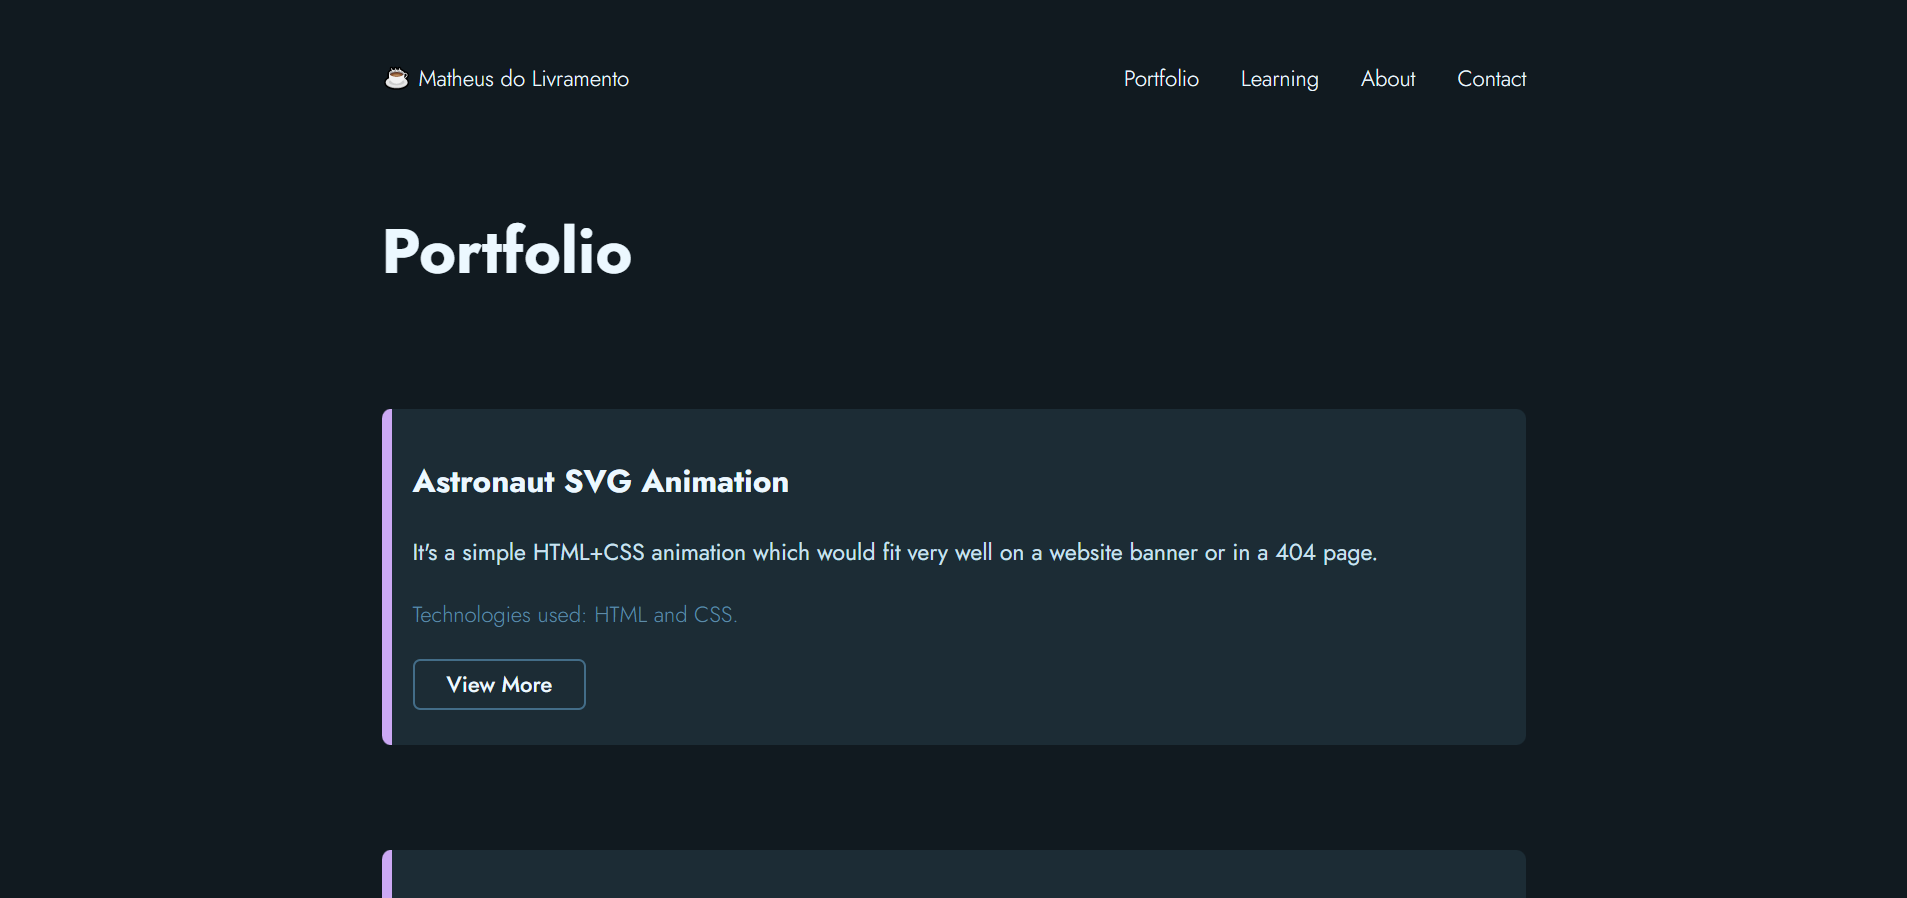 Matheus do Livramento
Portfolio Learning About Contact
Portfolio
Astronaut SVG Animation
It's a simple HTML+CSS animation which would fit very well on a website banner or in a 404 page.
Technologies used: HTML and CSS.
View More